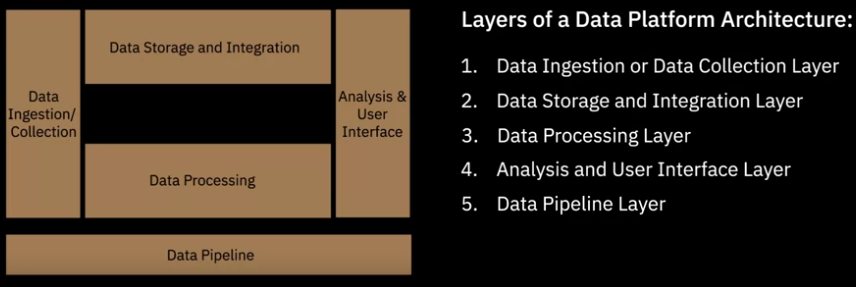 Data Storage and Integration
Data
Ingestion/
Collection
Analysis &
User
Interface
Data Processing
Data Pipeline
Layers of a Data Platform Architecture:
1. Data Ingestion or Data Collection Layer
2. Data Storage and Integration Layer
3. Data Processing Layer
4. Analysis and User Interface Layer
5. Data Pipeline Layer